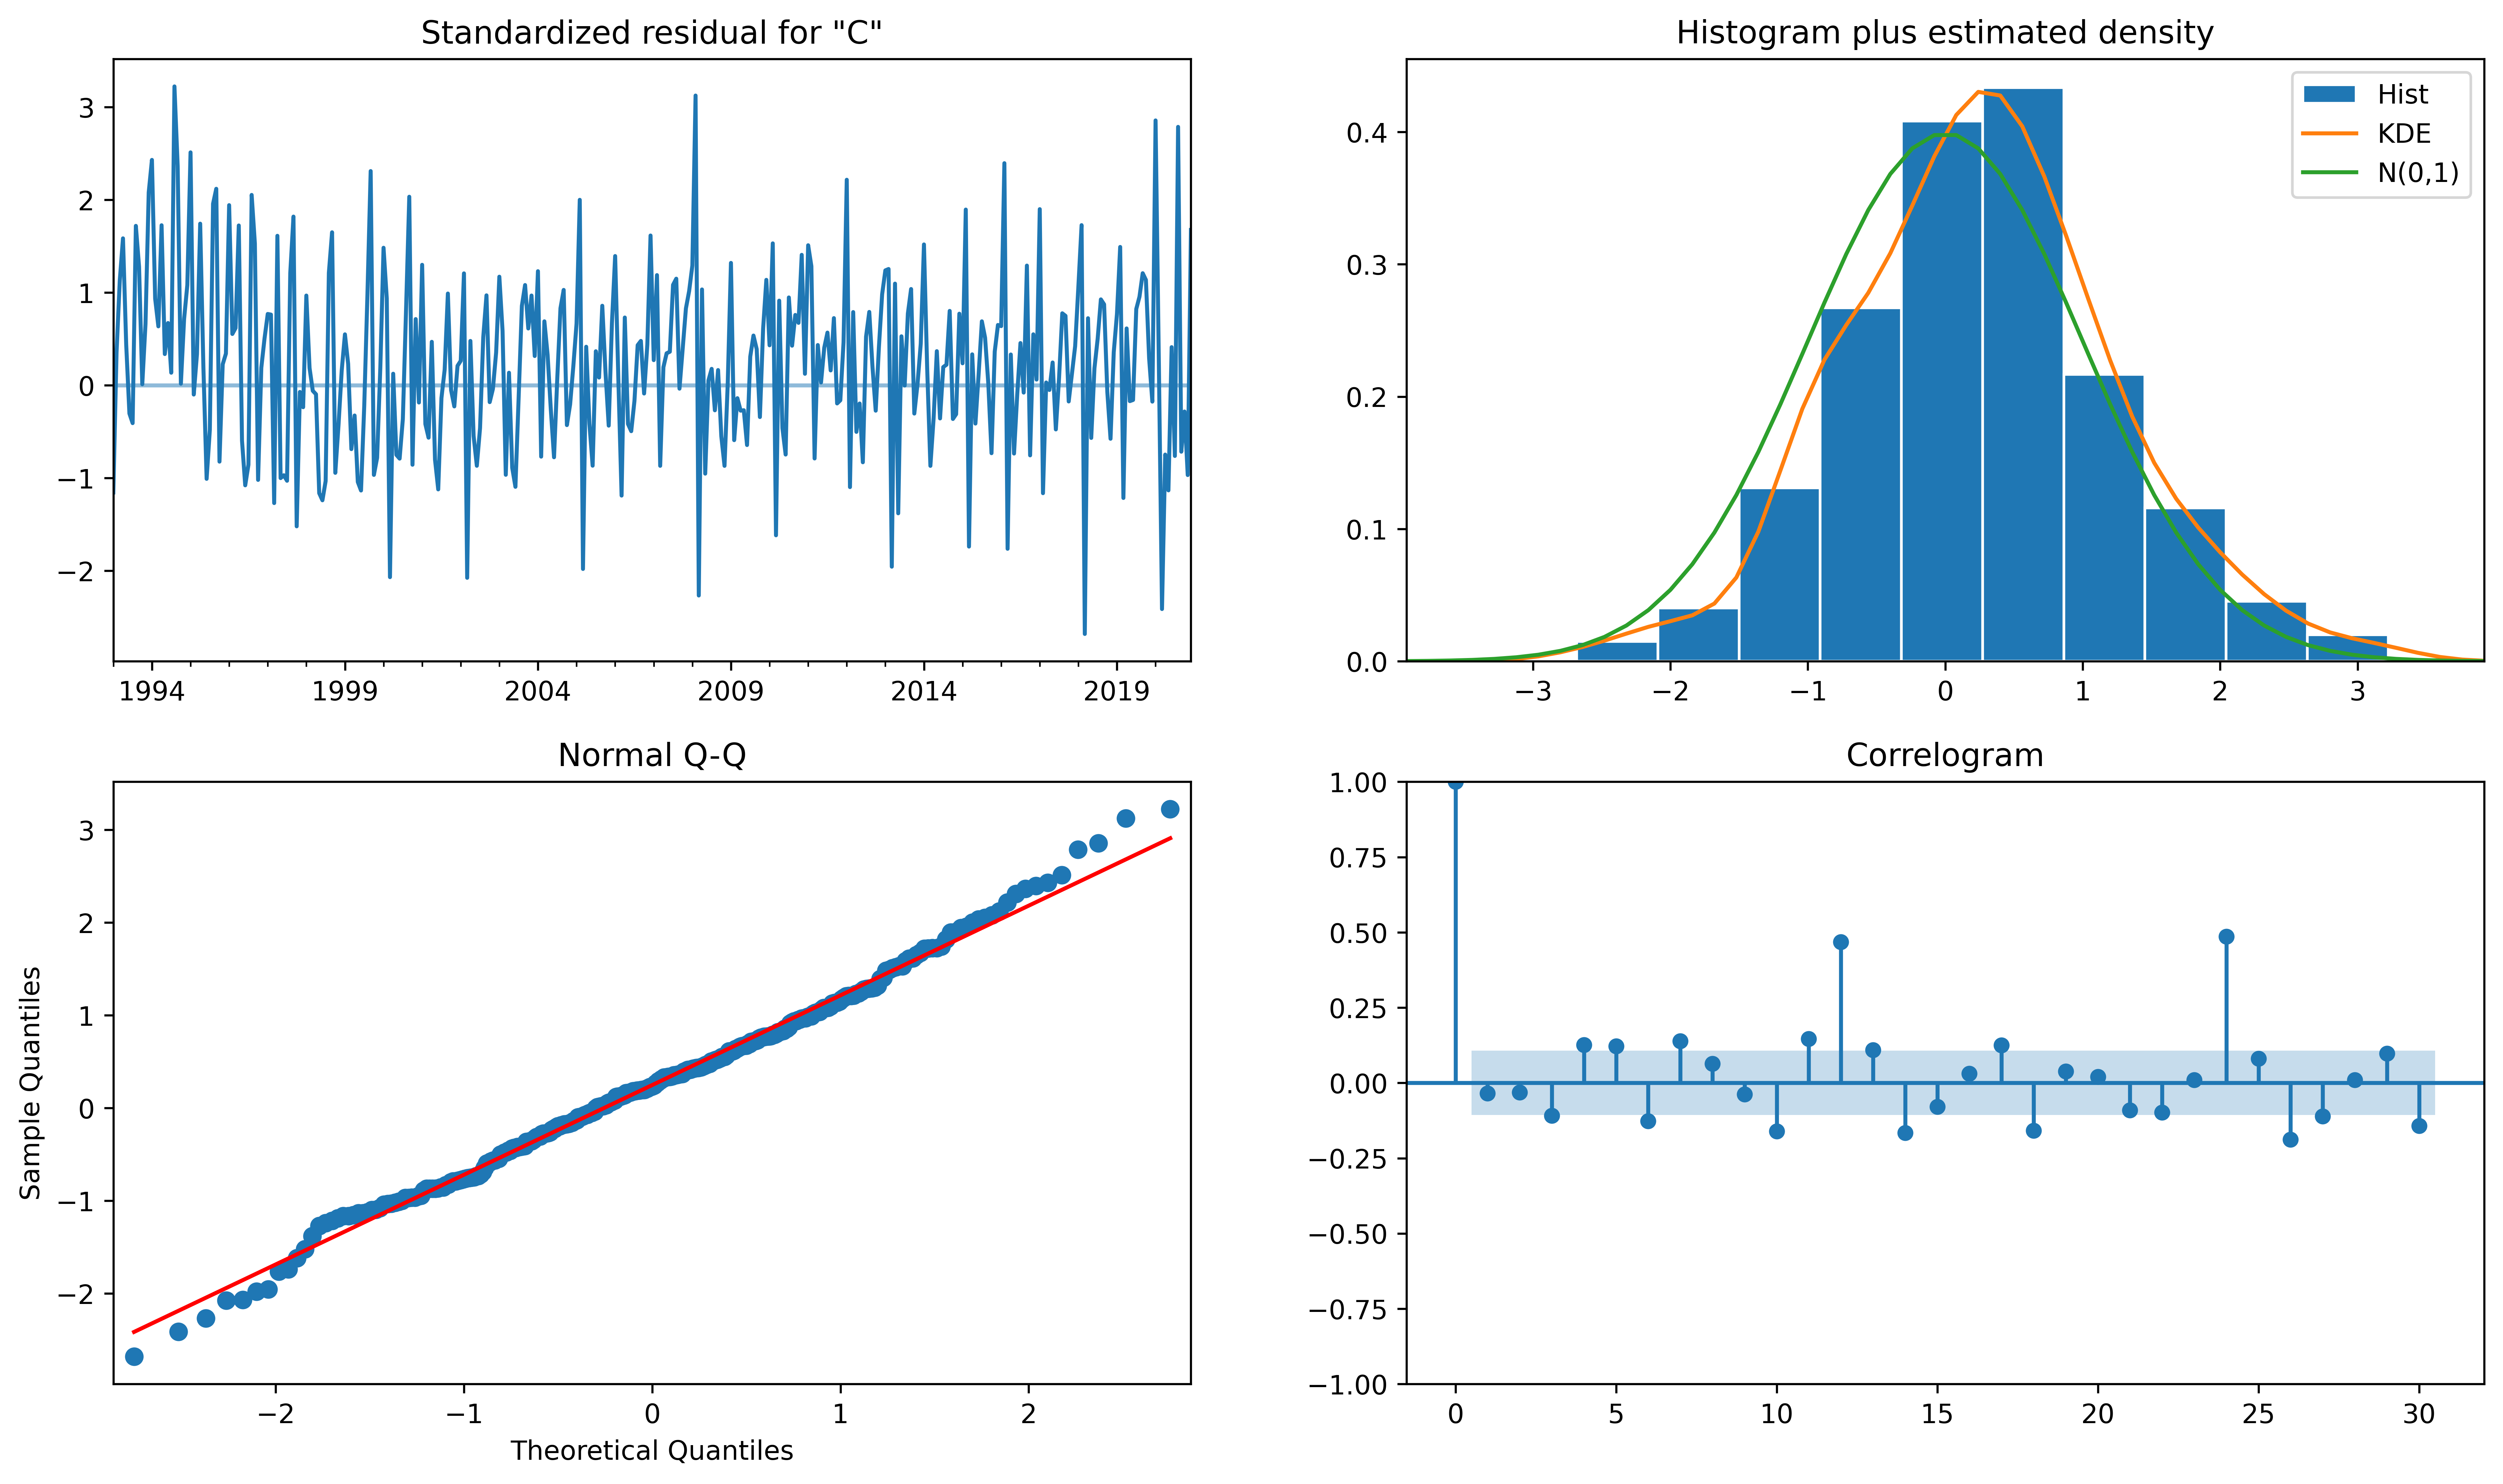 Standardized residual for "C"
3
2
1
0
−1
−2
1994 1999 2004 2009 2014 2019
Histogram plus estimated density
Hist
KDE
N(0,1)
0.4
0.3
0.2
0.1
0.0
−3 −2 −1 0 1 2 3
Normal Q-Q
Sample Quantiles
3
2
1
0
−1
−2
−2 −1 0 1 2
Theoretical Quantiles
Correlogram
1.00
0.75
0.50
0.25
0.00
−0.25
−0.50
−0.75
−1.00
0 5 10 15 20 25 30